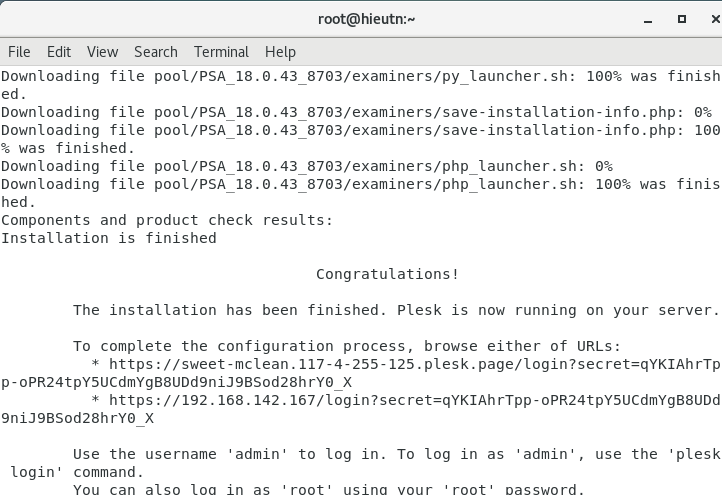 root@hieutn:~
File Edit View Search Terminal Help
Downloading file pool/PSA_18.0.43_8703/examiners/py_launcher.sh: 100% was finish
ed.
Downloading file pool/PSA_18.0.43_8703/examiners/save-installation-info.php: 0%
Downloading file pool/PSA_18.0.43_8703/examiners/save-installation-info.php: 100
% was finished.
Downloading file pool/PSA_18.0.43_8703/examiners/php_launcher.sh: 0%
Downloading file pool/PSA_18.0.43_8703/examiners/php_launcher.sh: 100% was finis
hed.
Components and product check results:
Installation is finished
Congratulations!
The installation has been finished. Plesk is now running on your server.
To complete the configuration process, browse either of URLs:
* https://sweet-mclean.117-4-255-125.plesk.page/login?secret=qYKIAhrTp
p-oPR24tpY5UCdmYgB8UDd9niJ9BSod28hrY0_X
* https://192.168.142.167/login?secret=qYKIAhrTpp-oPR24tpY5UCdmYgB8UDd
9niJ9BSod28hrY0_X
Use the username 'admin' to log in. To log in as 'admin', use the 'plesk
login' command.
You can also log in as 'root' using your 'root' password.